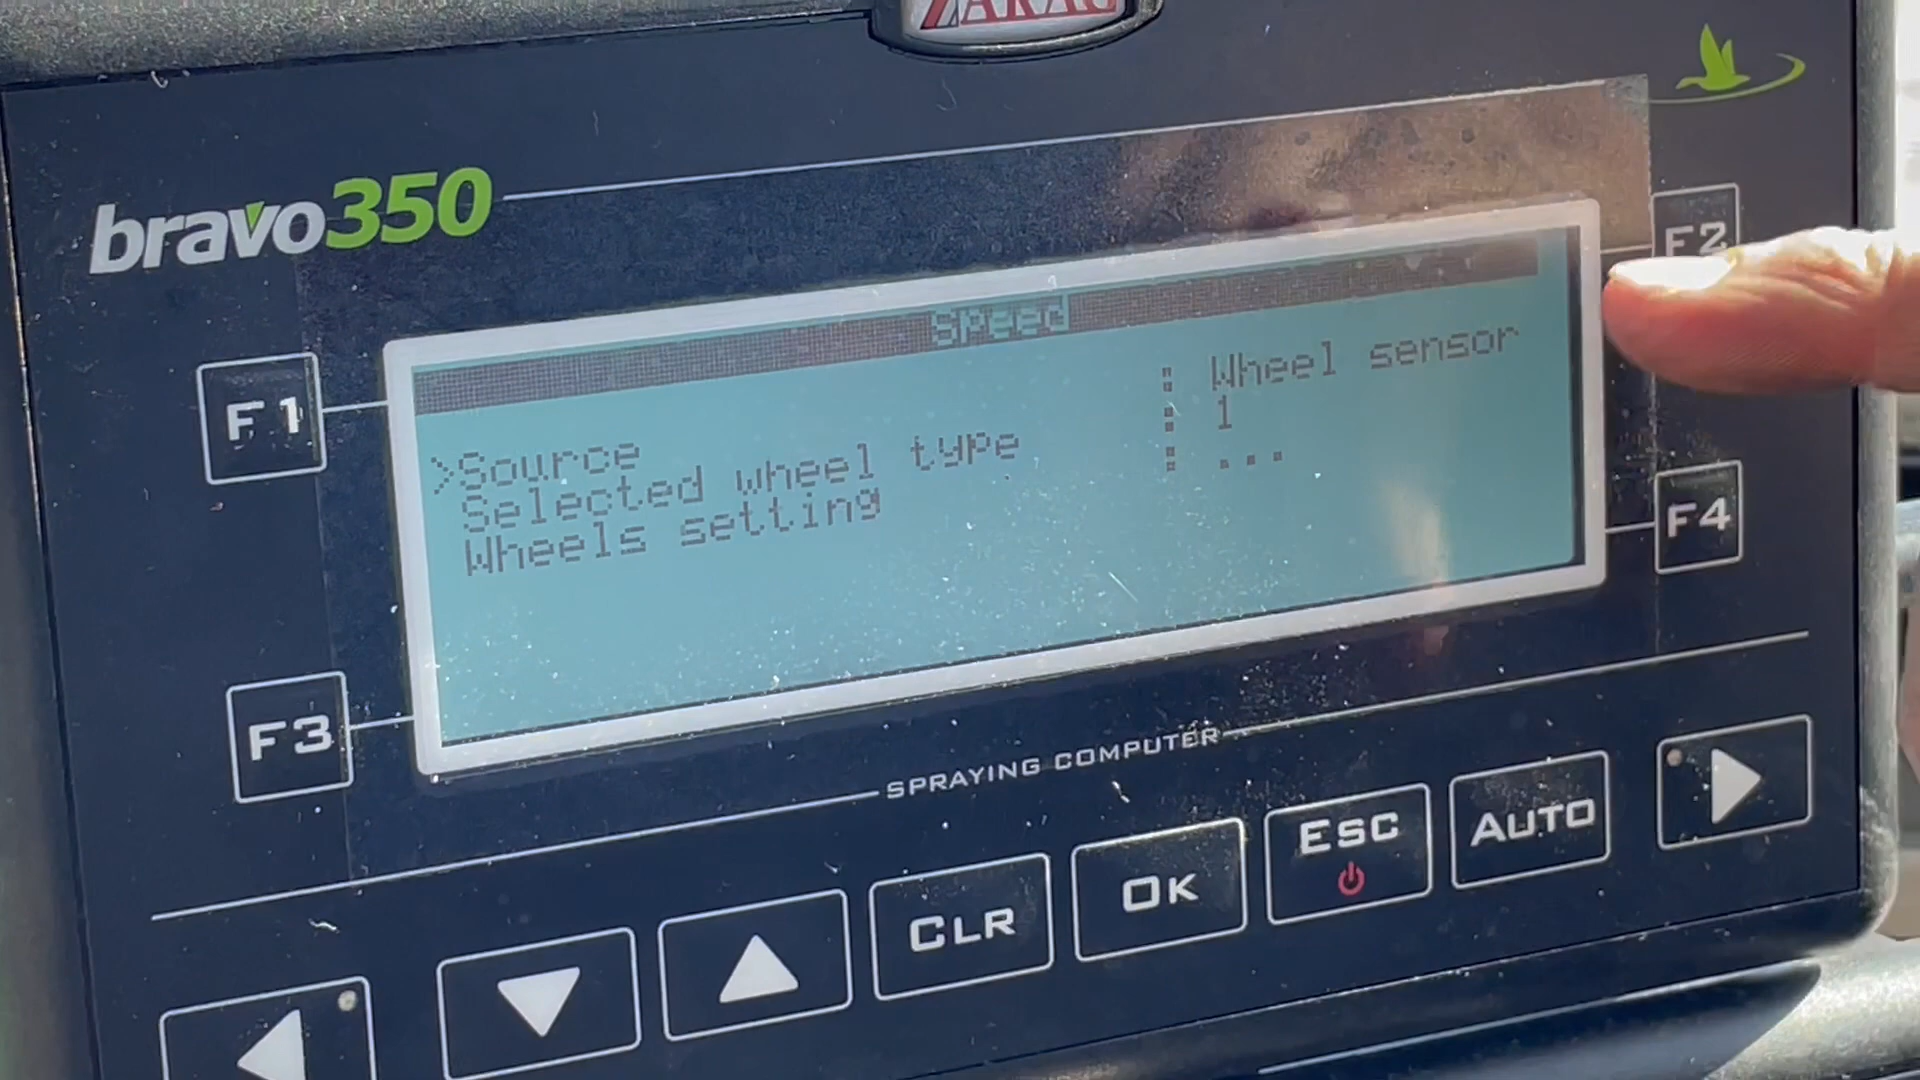 ARAG
bravo350
F1
F2
Speed
>Source : Wheel sensor
Selected wheel type : 1
Wheels setting : ...
F3
F4
SPRAYING COMPUTER
CLR
OK
ESC
AUTO